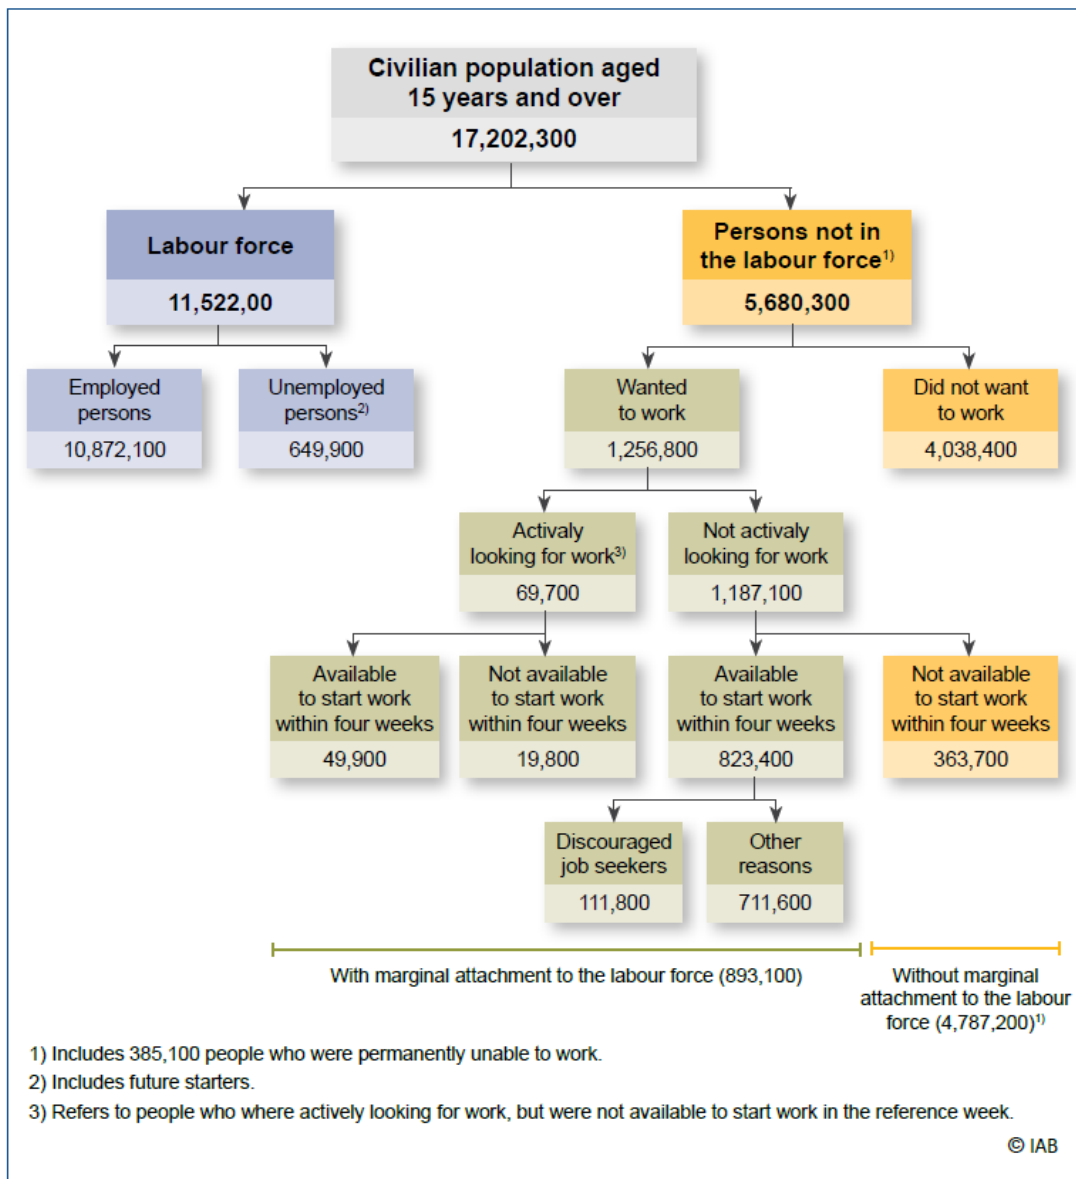 Civilian population aged
15 years and over
17,202,300
Labour force
11,522,00
Persons not in
the labour force1)
5,680,300
Employed
persons
10,872,100
Unemployed
persons2)
649,900
Wanted
to work
1,256,800
Did not want
to work
4,038,400
Activaly
looking for work3)
69,700
Not activaly
looking for work
1,187,100
Available
to start work
within four weeks
49,900
Not available
to start work
within four weeks
19,800
Available
to start work
within four weeks
823,400
Not available
to start work
within four weeks
363,700
Discouraged
job seekers
111,800
Other
reasons
711,600
With marginal attachment to the labour force (893,100)
Without marginal
attachment to the labour
force (4,787,200)1)
1) Includes 385,100 people who were permanently unable to work.
2) Includes future starters.
3) Refers to people who where actively looking for work, but were not available to start work in the reference week.
© IAB